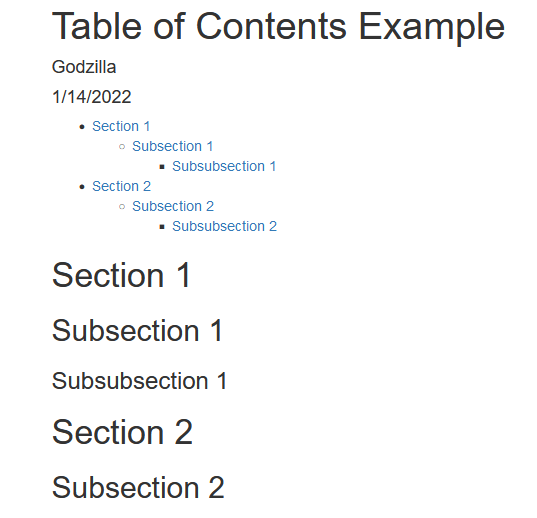 Table of Contents Example
Godzilla
1/14/2022
Section 1
Subsection 1
Subsubsection 1
Section 2
Subsection 2
Subsubsection 2
Section 1
Subsection 1
Subsubsection 1
Section 2
Subsection 2